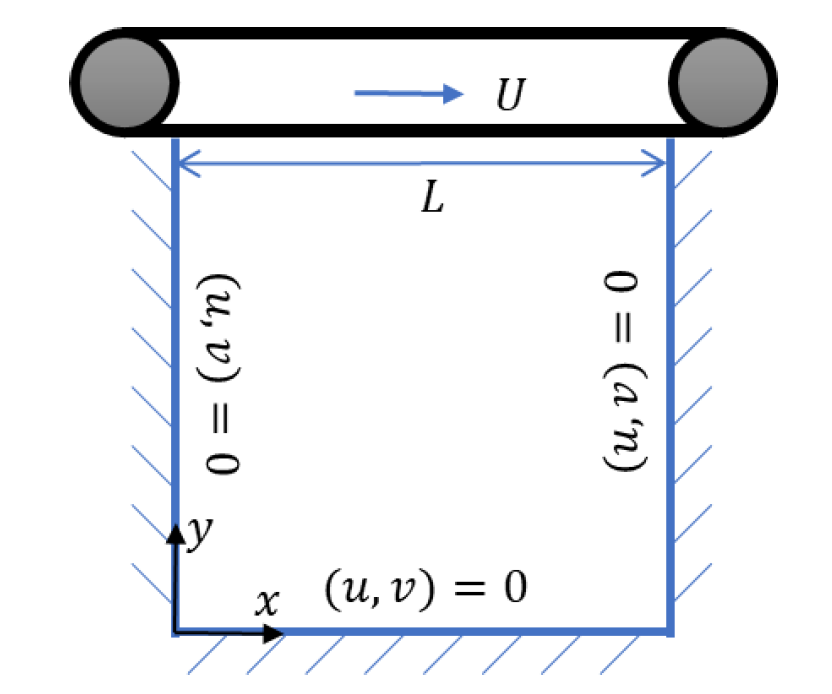 U
L
(u, v) = 0
(u, v) = 0
y
x
(u, v) = 0